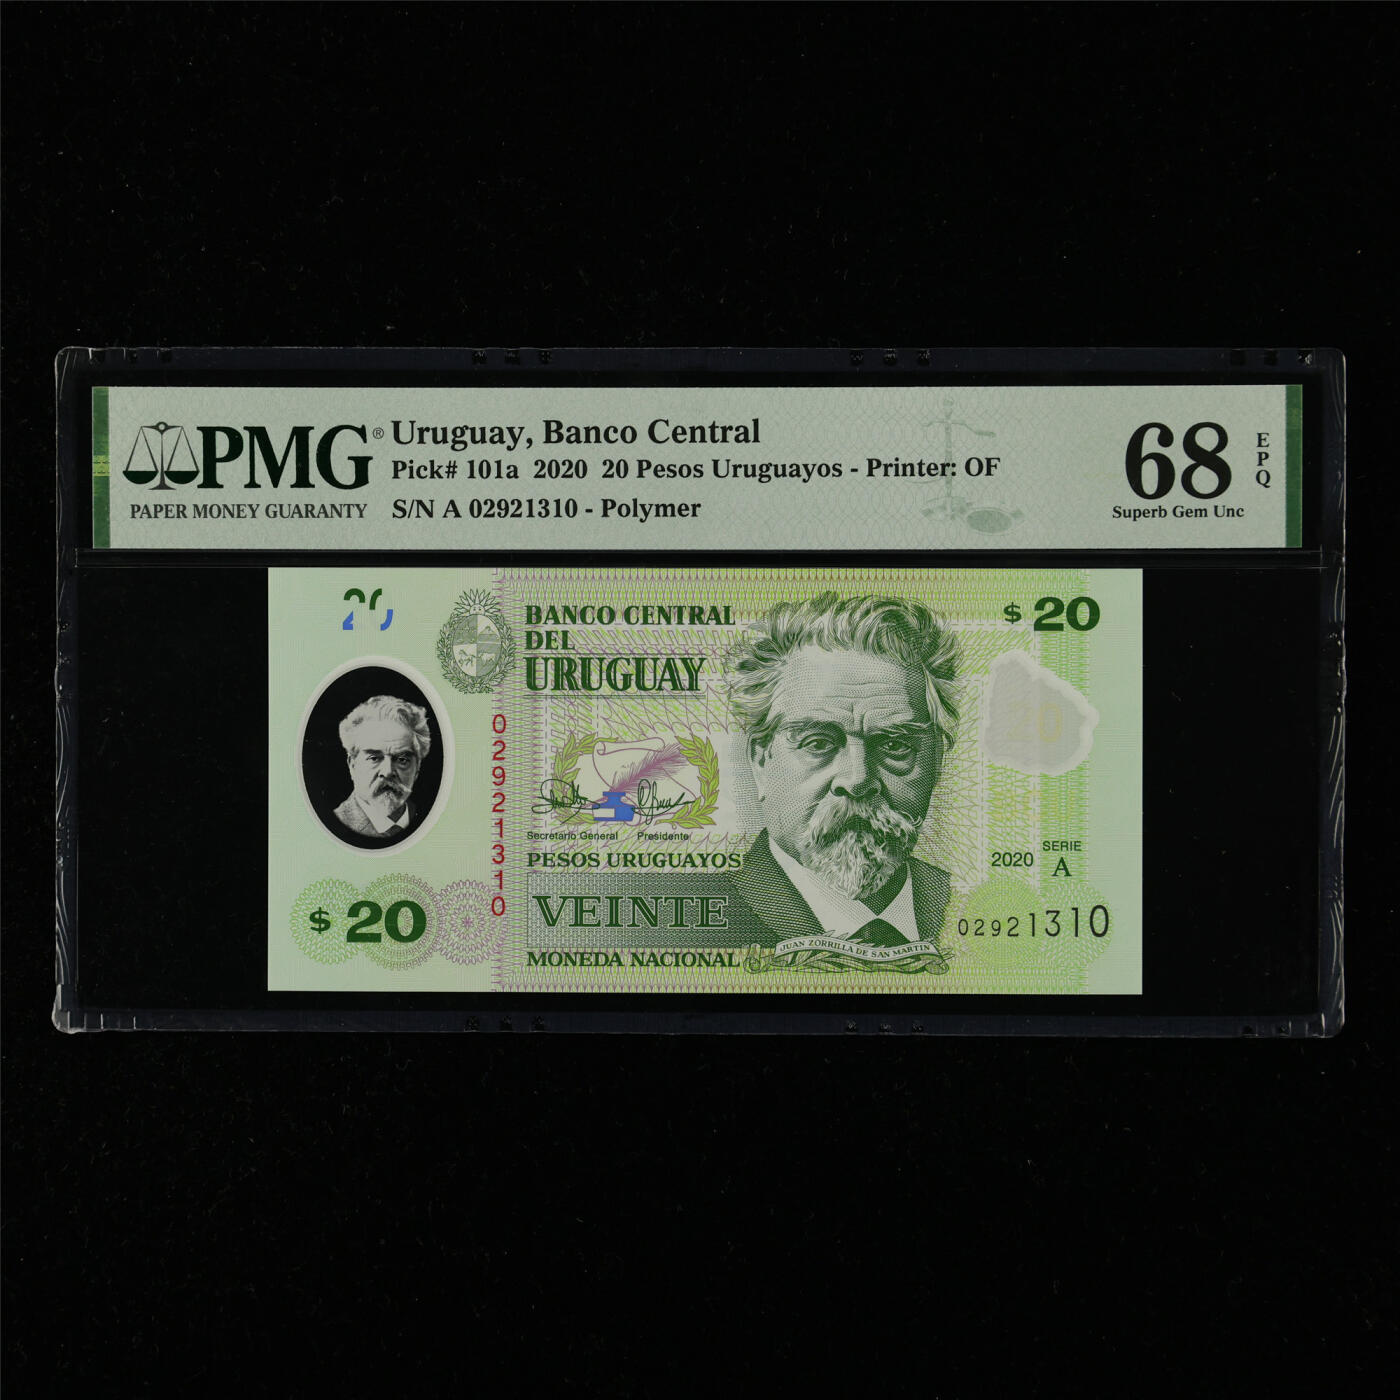 PMG®
PAPER MONEY GUARANTY
Uruguay, Banco Central
Pick# 101a 2020 20 Pesos Uruguayos - Printer: OF
S/N A 02921310 - Polymer
68
EPQ
Superb Gem Unc
20
BANCO CENTRAL
DEL
URUGUAY
$ 20
20
02921310
Secretario General Presidente
PESOS URUGUAYOS
VEINTE
MONEDA NACIONAL
JUAN ZORRILLA DE SAN MARTIN
2020 SERIE
A
02921310
$ 20